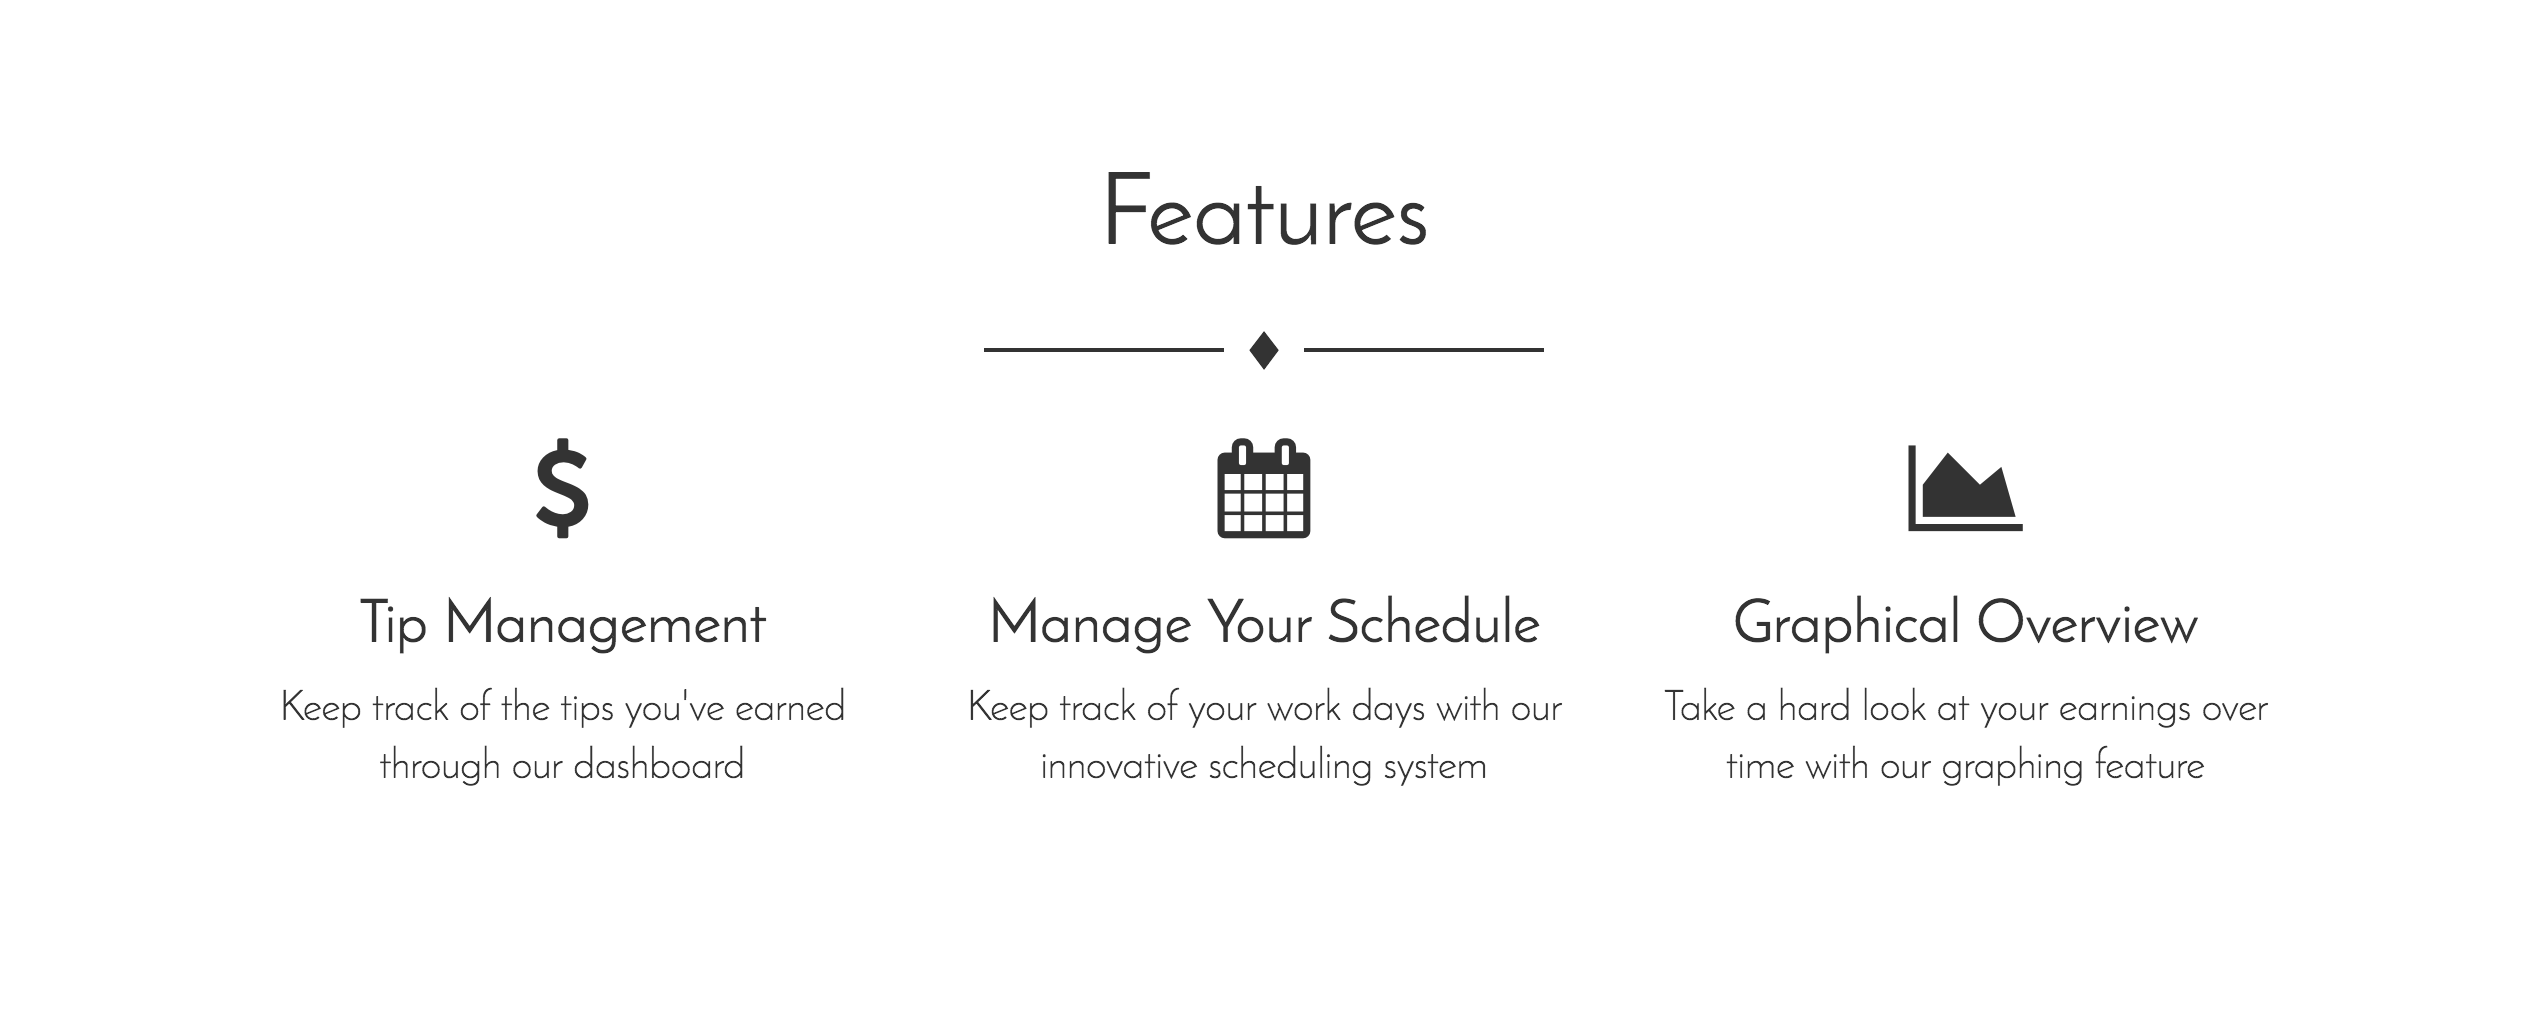 Features
Tip Management
Keep track of the tips you've earned
through our dashboard
Manage Your Schedule
Keep track of your work days with our
innovative scheduling system
Graphical Overview
Take a hard look at your earnings over
time with our graphing feature